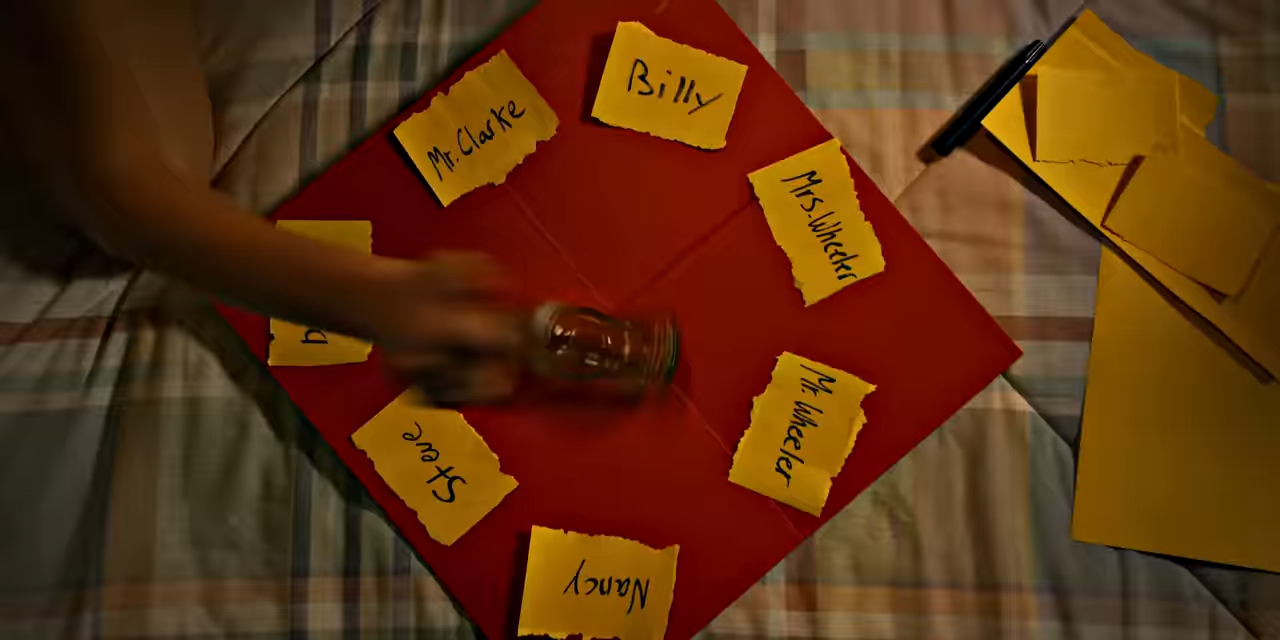 Billy
Mr. Clarke
Mrs. Wheeler
Mr. Wheeler
Steve
Nancy